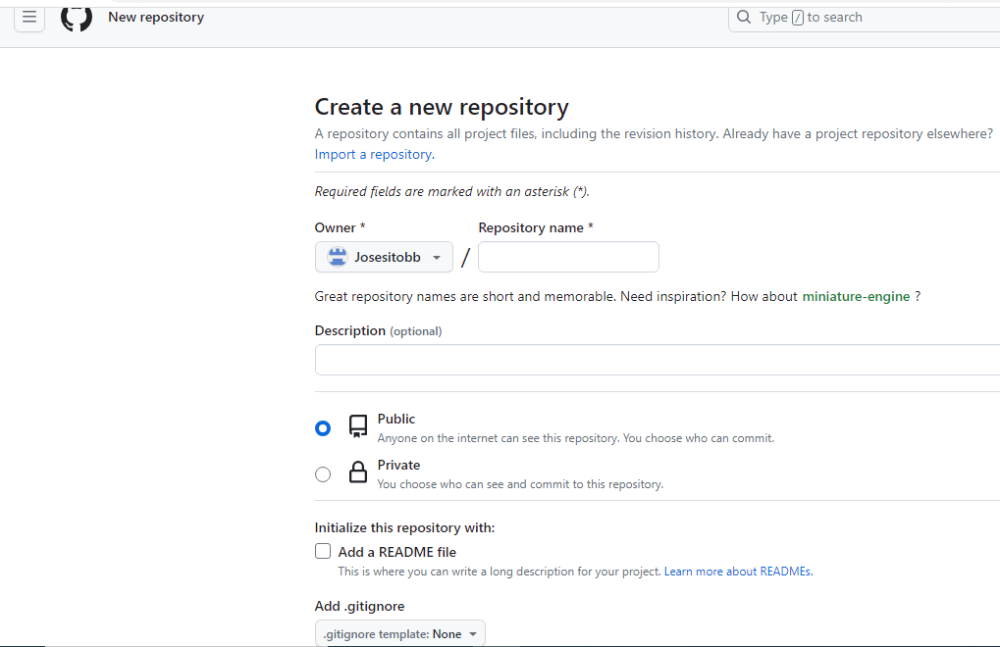 New repository
Type / to search
Create a new repository
A repository contains all project files, including the revision history. Already have a project repository elsewhere?
Import a repository.
Required fields are marked with an asterisk (*).
Owner * Repository name *
Josesitobb /
Great repository names are short and memorable. Need inspiration? How about miniature-engine ?
Description (optional)
Public
Anyone on the internet can see this repository. You choose who can commit.
Private
You choose who can see and commit to this repository.
Initialize this repository with:
Add a README file
This is where you can write a long description for your project. Learn more about READMEs.
Add .gitignore
.gitignore template: None